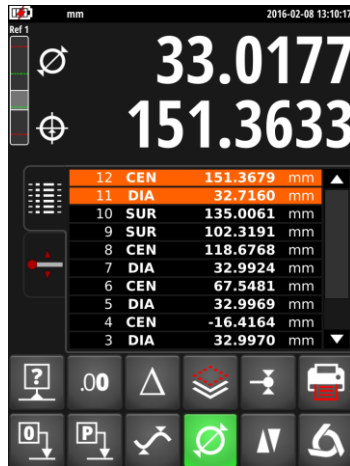 mm 2016-02-08 13:10:17
Ref 1
33.0177
151.3633
12 CEN 151.3679 mm
11 DIA 32.7160 mm
10 SUR 135.0061 mm
9 SUR 102.3191 mm
8 CEN 118.6768 mm
7 DIA 32.9924 mm
6 CEN 67.5481 mm
5 DIA 32.9969 mm
4 CEN -16.4164 mm
3 DIA 32.9970 mm
? .00 Δ
0 P